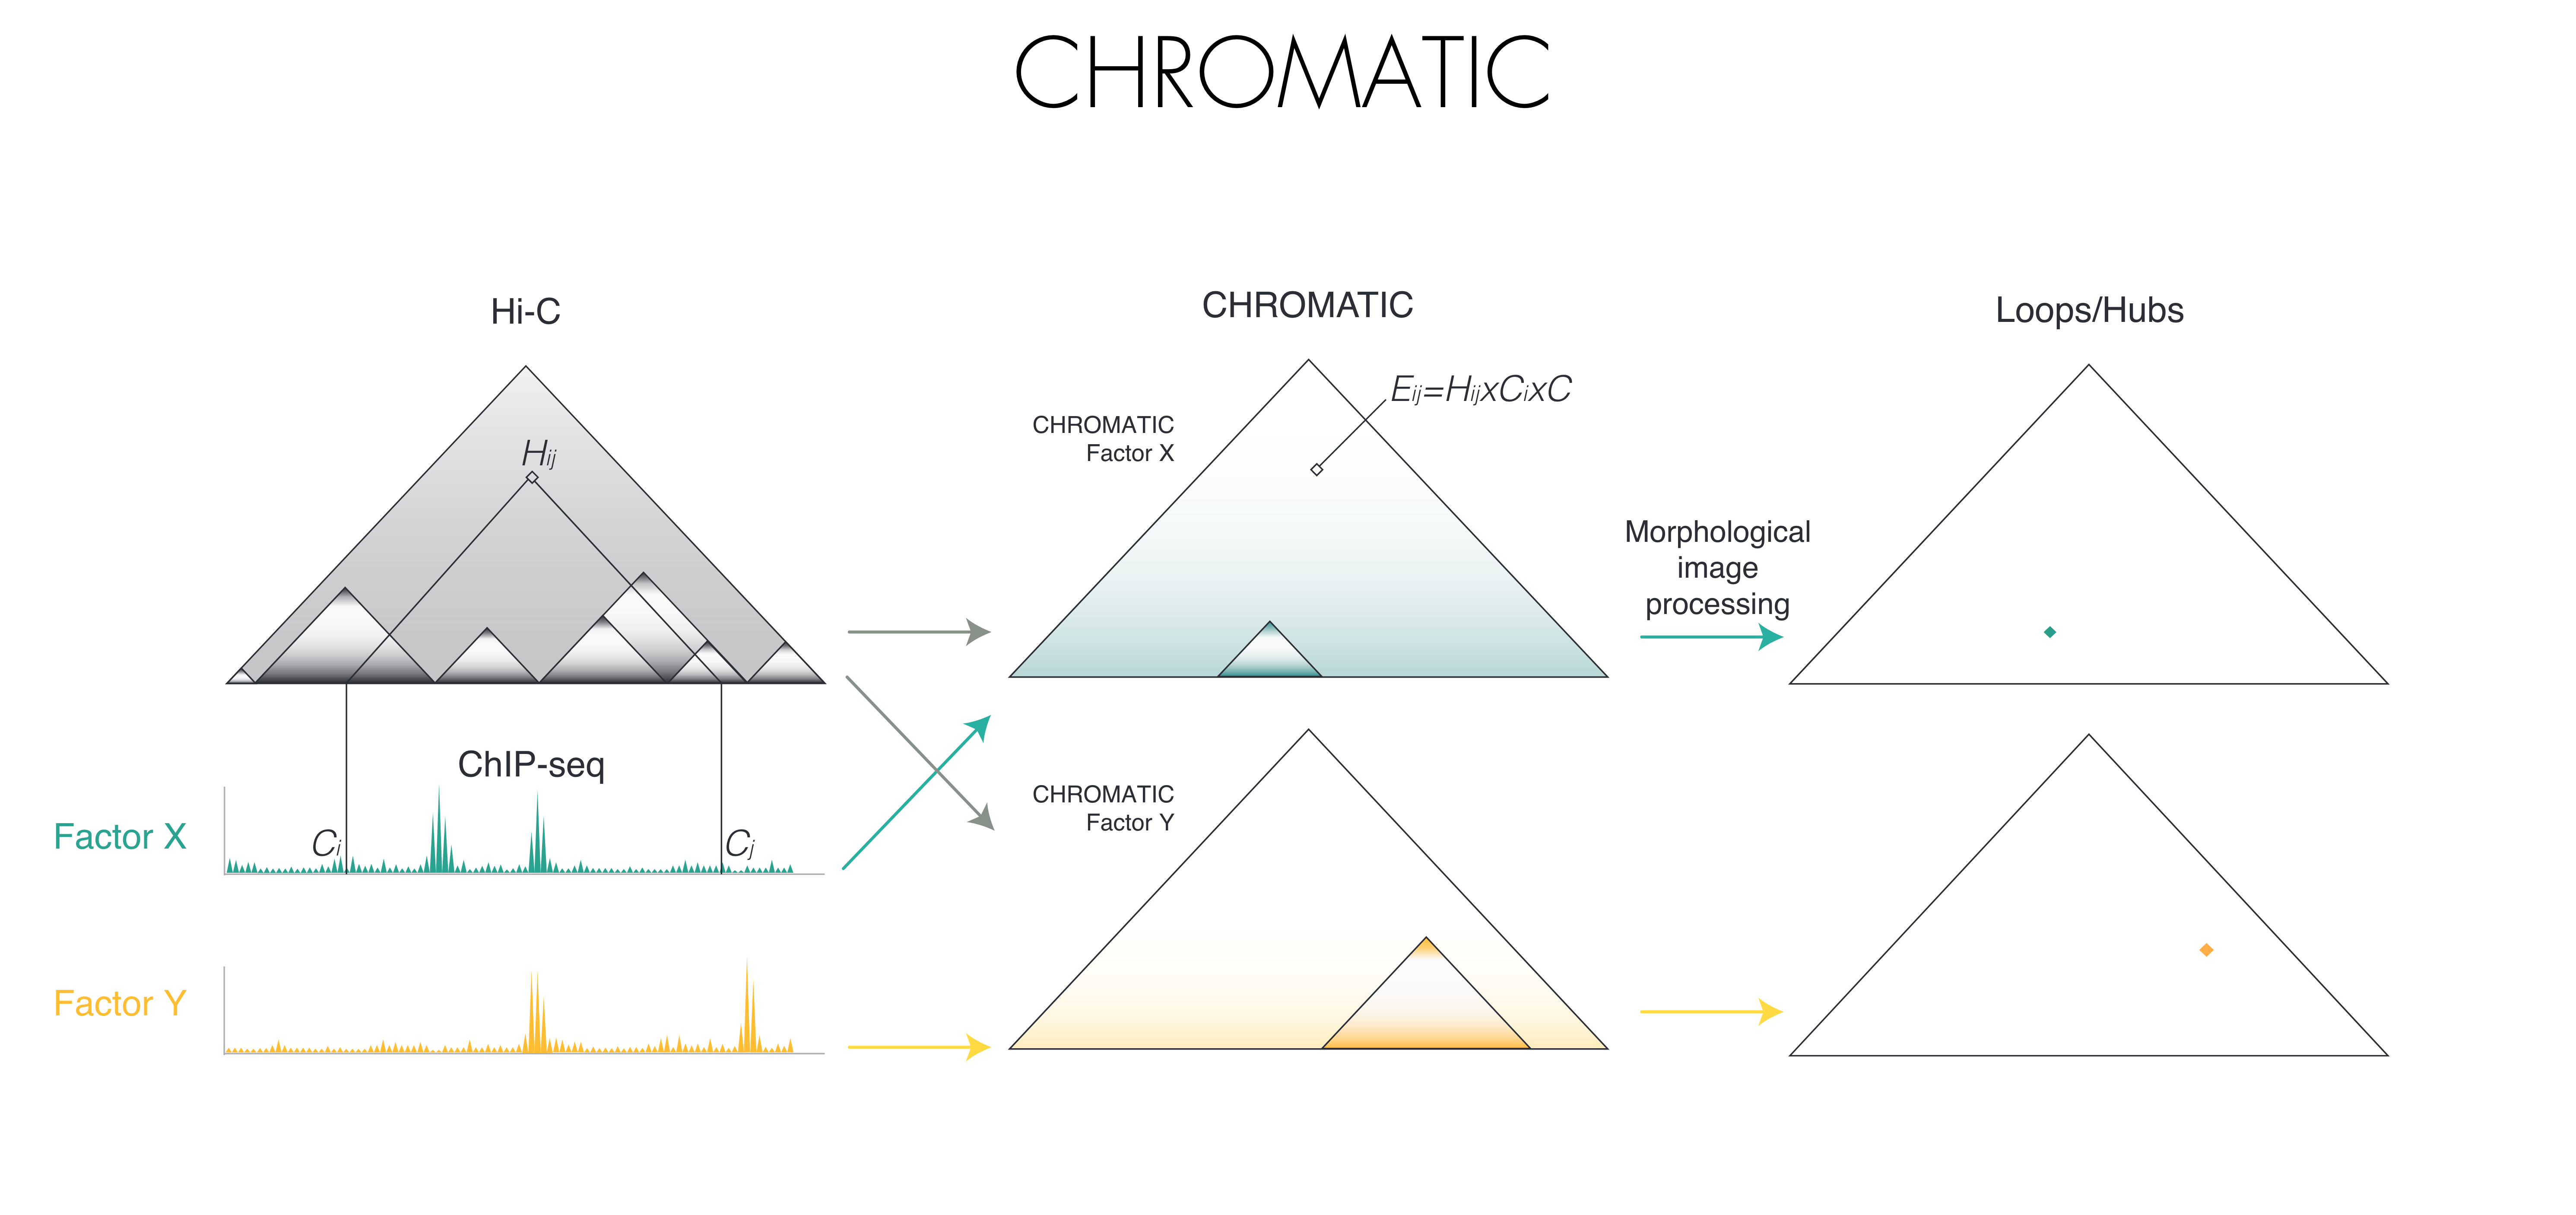 CHROMATIC
Hi-C
CHROMATIC
Loops/Hubs
Hij
Eij=HijxCixC
CHROMATIC
Factor X
Morphological
image
processing
ChIP-seq
Factor X
Ci
Cj
CHROMATIC
Factor Y
Factor Y